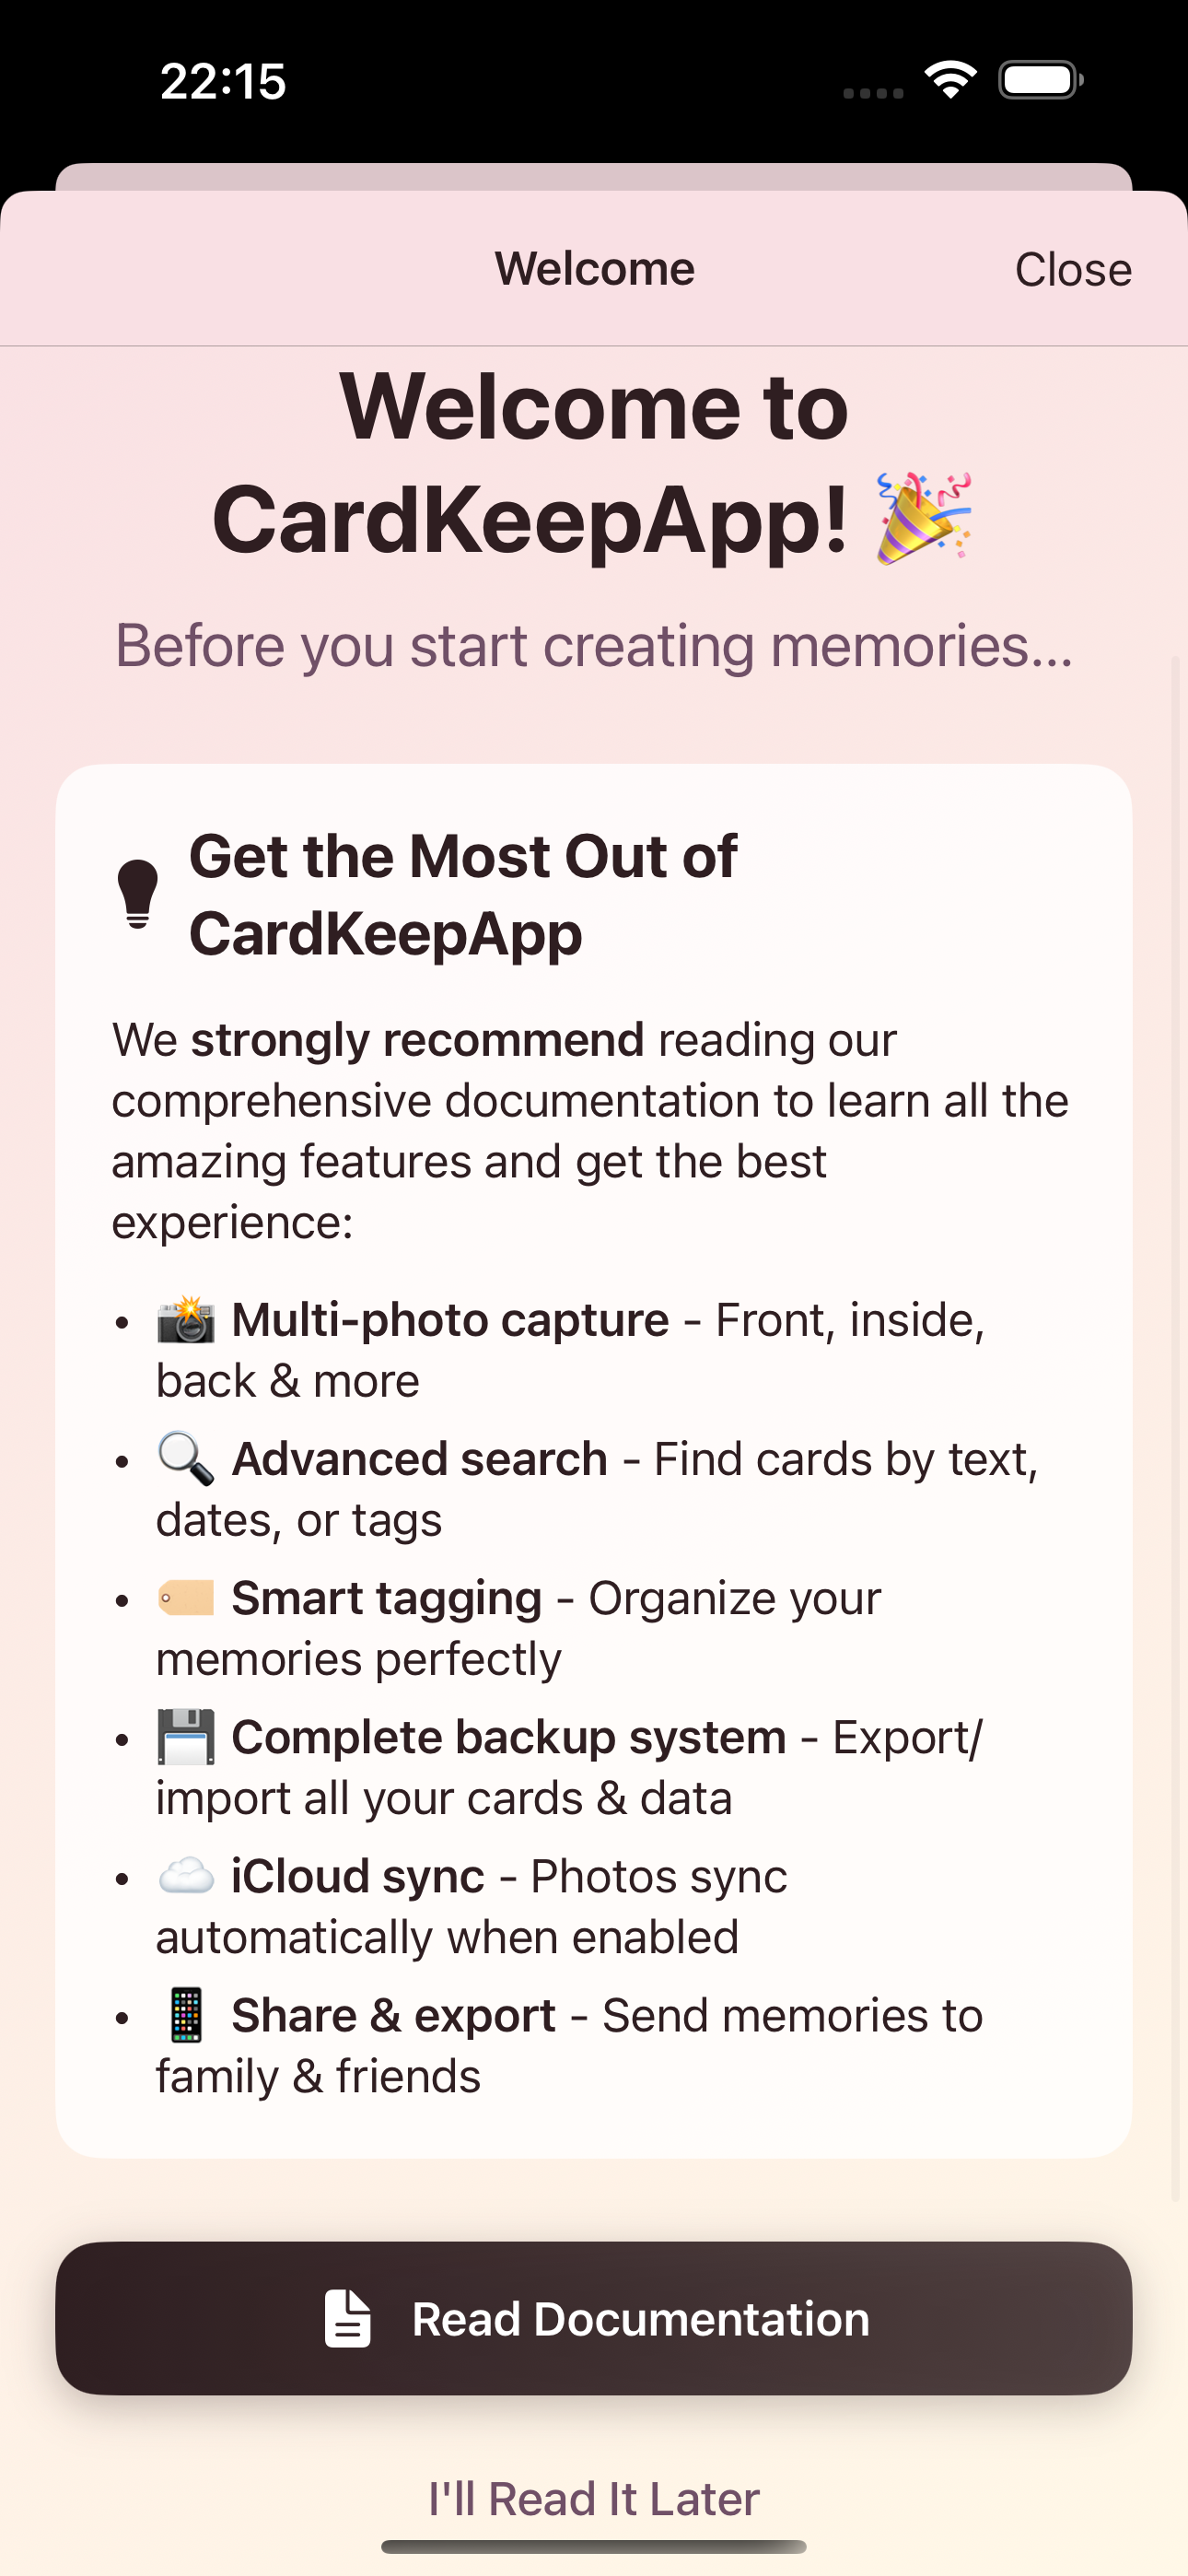 22:15
Welcome
Close
Welcome to
CardKeepApp! 🎉
Before you start creating memories...
Get the Most Out of
CardKeepApp
We strongly recommend reading our
comprehensive documentation to learn all the
amazing features and get the best
experience:
• 📸 Multi-photo capture - Front, inside,
back & more
• 🔍 Advanced search - Find cards by text,
dates, or tags
• 🏷️ Smart tagging - Organize your
memories perfectly
• 💾 Complete backup system - Export/
import all your cards & data
• ☁️ iCloud sync - Photos sync
automatically when enabled
• 📱 Share & export - Send memories to
family & friends
Read Documentation
I'll Read It Later